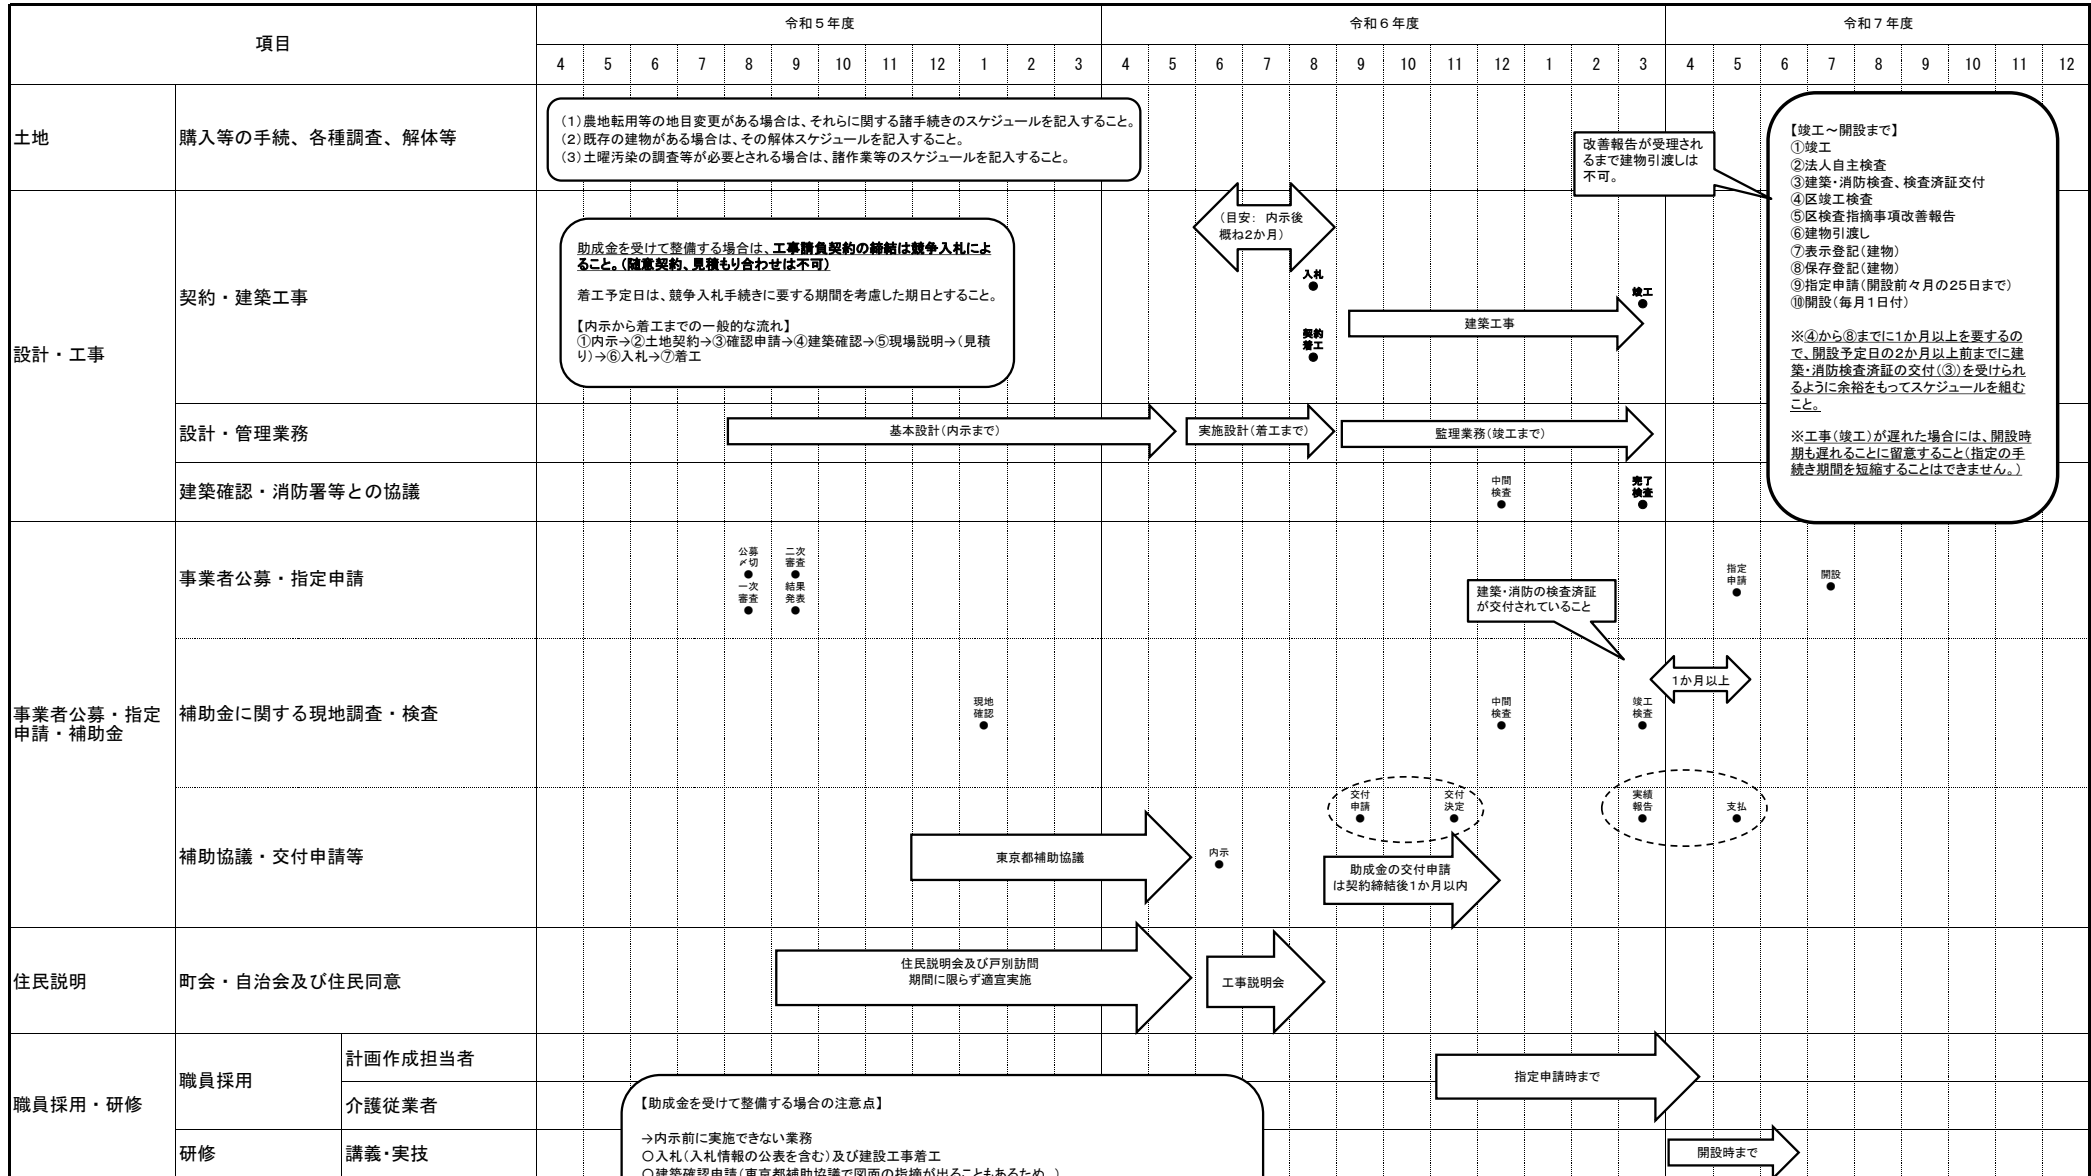 項目
令和５年度
令和６年度
令和７年度
4 5 6 7 8 9 10 11 12 1 2 3 4 5 6 7 8 9 10 11 12 1 2 3 4 5 6 7 8 9 10 11 12
土地
購入等の手続、各種調査、解体等
（1）農地転用等の地目変更がある場合は、それらに関する諸手続きのスケジュールを記入すること。
（2）既存の建物がある場合は、その解体スケジュールを記入すること。
（3）土曜汚染の調査等が必要とされる場合は、諸作業等のスケジュールを記入すること。
改善報告が受理され
るまで建物引渡しは
不可。
【竣工～開設まで】
①竣工
②法人自主検査
③建築・消防検査、検査済証交付
④区竣工検査
⑤区検査指摘事項改善報告
⑥建物引渡し
⑦表示登記（建物）
⑧保存登記（建物）
⑨指定申請（開設前々月の25日まで）
⑩開設（毎月1日付）
※④から⑧までに1か月以上を要するの
で、開設予定日の2か月以上前までに建
築・消防検査済証の交付（③）を受けられ
るように余裕をもってスケジュールを組む
こと。
※工事（竣工）が遅れた場合には、開設時
期も遅れることに留意すること（指定の手
続き期間を短縮することはできません。）
設計・工事
契約・建築工事
助成金を受けて整備する場合は、工事請負契約の締結は競争入札によ
ること。（随意契約、見積もり合わせは不可）
着工予定日は、競争入札手続きに要する期間を考慮した期日とすること。
【内示から着工までの一般的な流れ】
①内示→②土地契約→③確認申請→④建築確認→⑤現場説明→（見積
り）→⑥入札→⑦着工
（目安：　内示後
概ね２か月）
入札
●
契約
着工
●
建築工事
竣工
●
設計・管理業務
基本設計（内示まで）
実施設計（着工まで）
監理業務（竣工まで）
建築確認・消防署等との協議
中間
検査
●
完了
検査
●
事業者公募・指定
申請・補助金
事業者公募・指定申請
公募
〆切
●
一次
審査
●
二次
審査
●
結果
発表
●
建築・消防の検査済証
が交付されていること
指定
申請
●
開設
●
補助金に関する現地調査・検査
現地
確認
●
中間
検査
●
竣工
検査
●
1か月以上
補助協議・交付申請等
東京都補助協議
内示
●
交付
申請
●
交付
決定
●
助成金の交付申請
は契約締結後１か月以内
実績
報告
●
支払
●
住民説明
町会・自治会及び住民同意
住民説明会及び戸別訪問
期間に限らず適宜実施
工事説明会
職員採用・研修
職員採用
計画作成担当者
介護従業者
指定申請時まで
研修
講義・実技
開設時まで
【助成金を受けて整備する場合の注意点】
→内示前に実施できない業務
○入札（入札情報の公表を含む）及び建設工事着工
○建築確認申請（東京都補助協議で図面の指摘が出ることもあるため。）